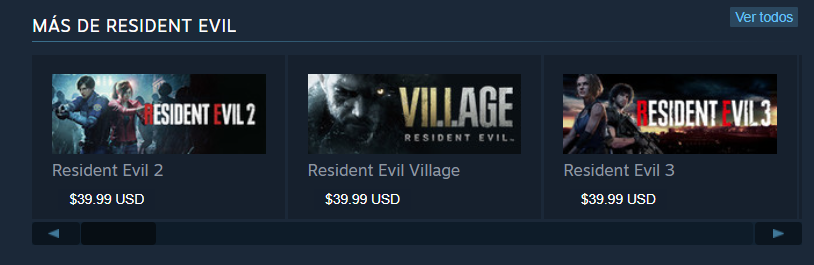 MÁS DE RESIDENT EVIL
Ver todos
RESIDENT EVIL 2
VILLAGE
RESIDENT EVIL™
RESIDENT EVIL 3
Resident Evil 2
Resident Evil Village
Resident Evil 3
$39.99 USD
$39.99 USD
$39.99 USD